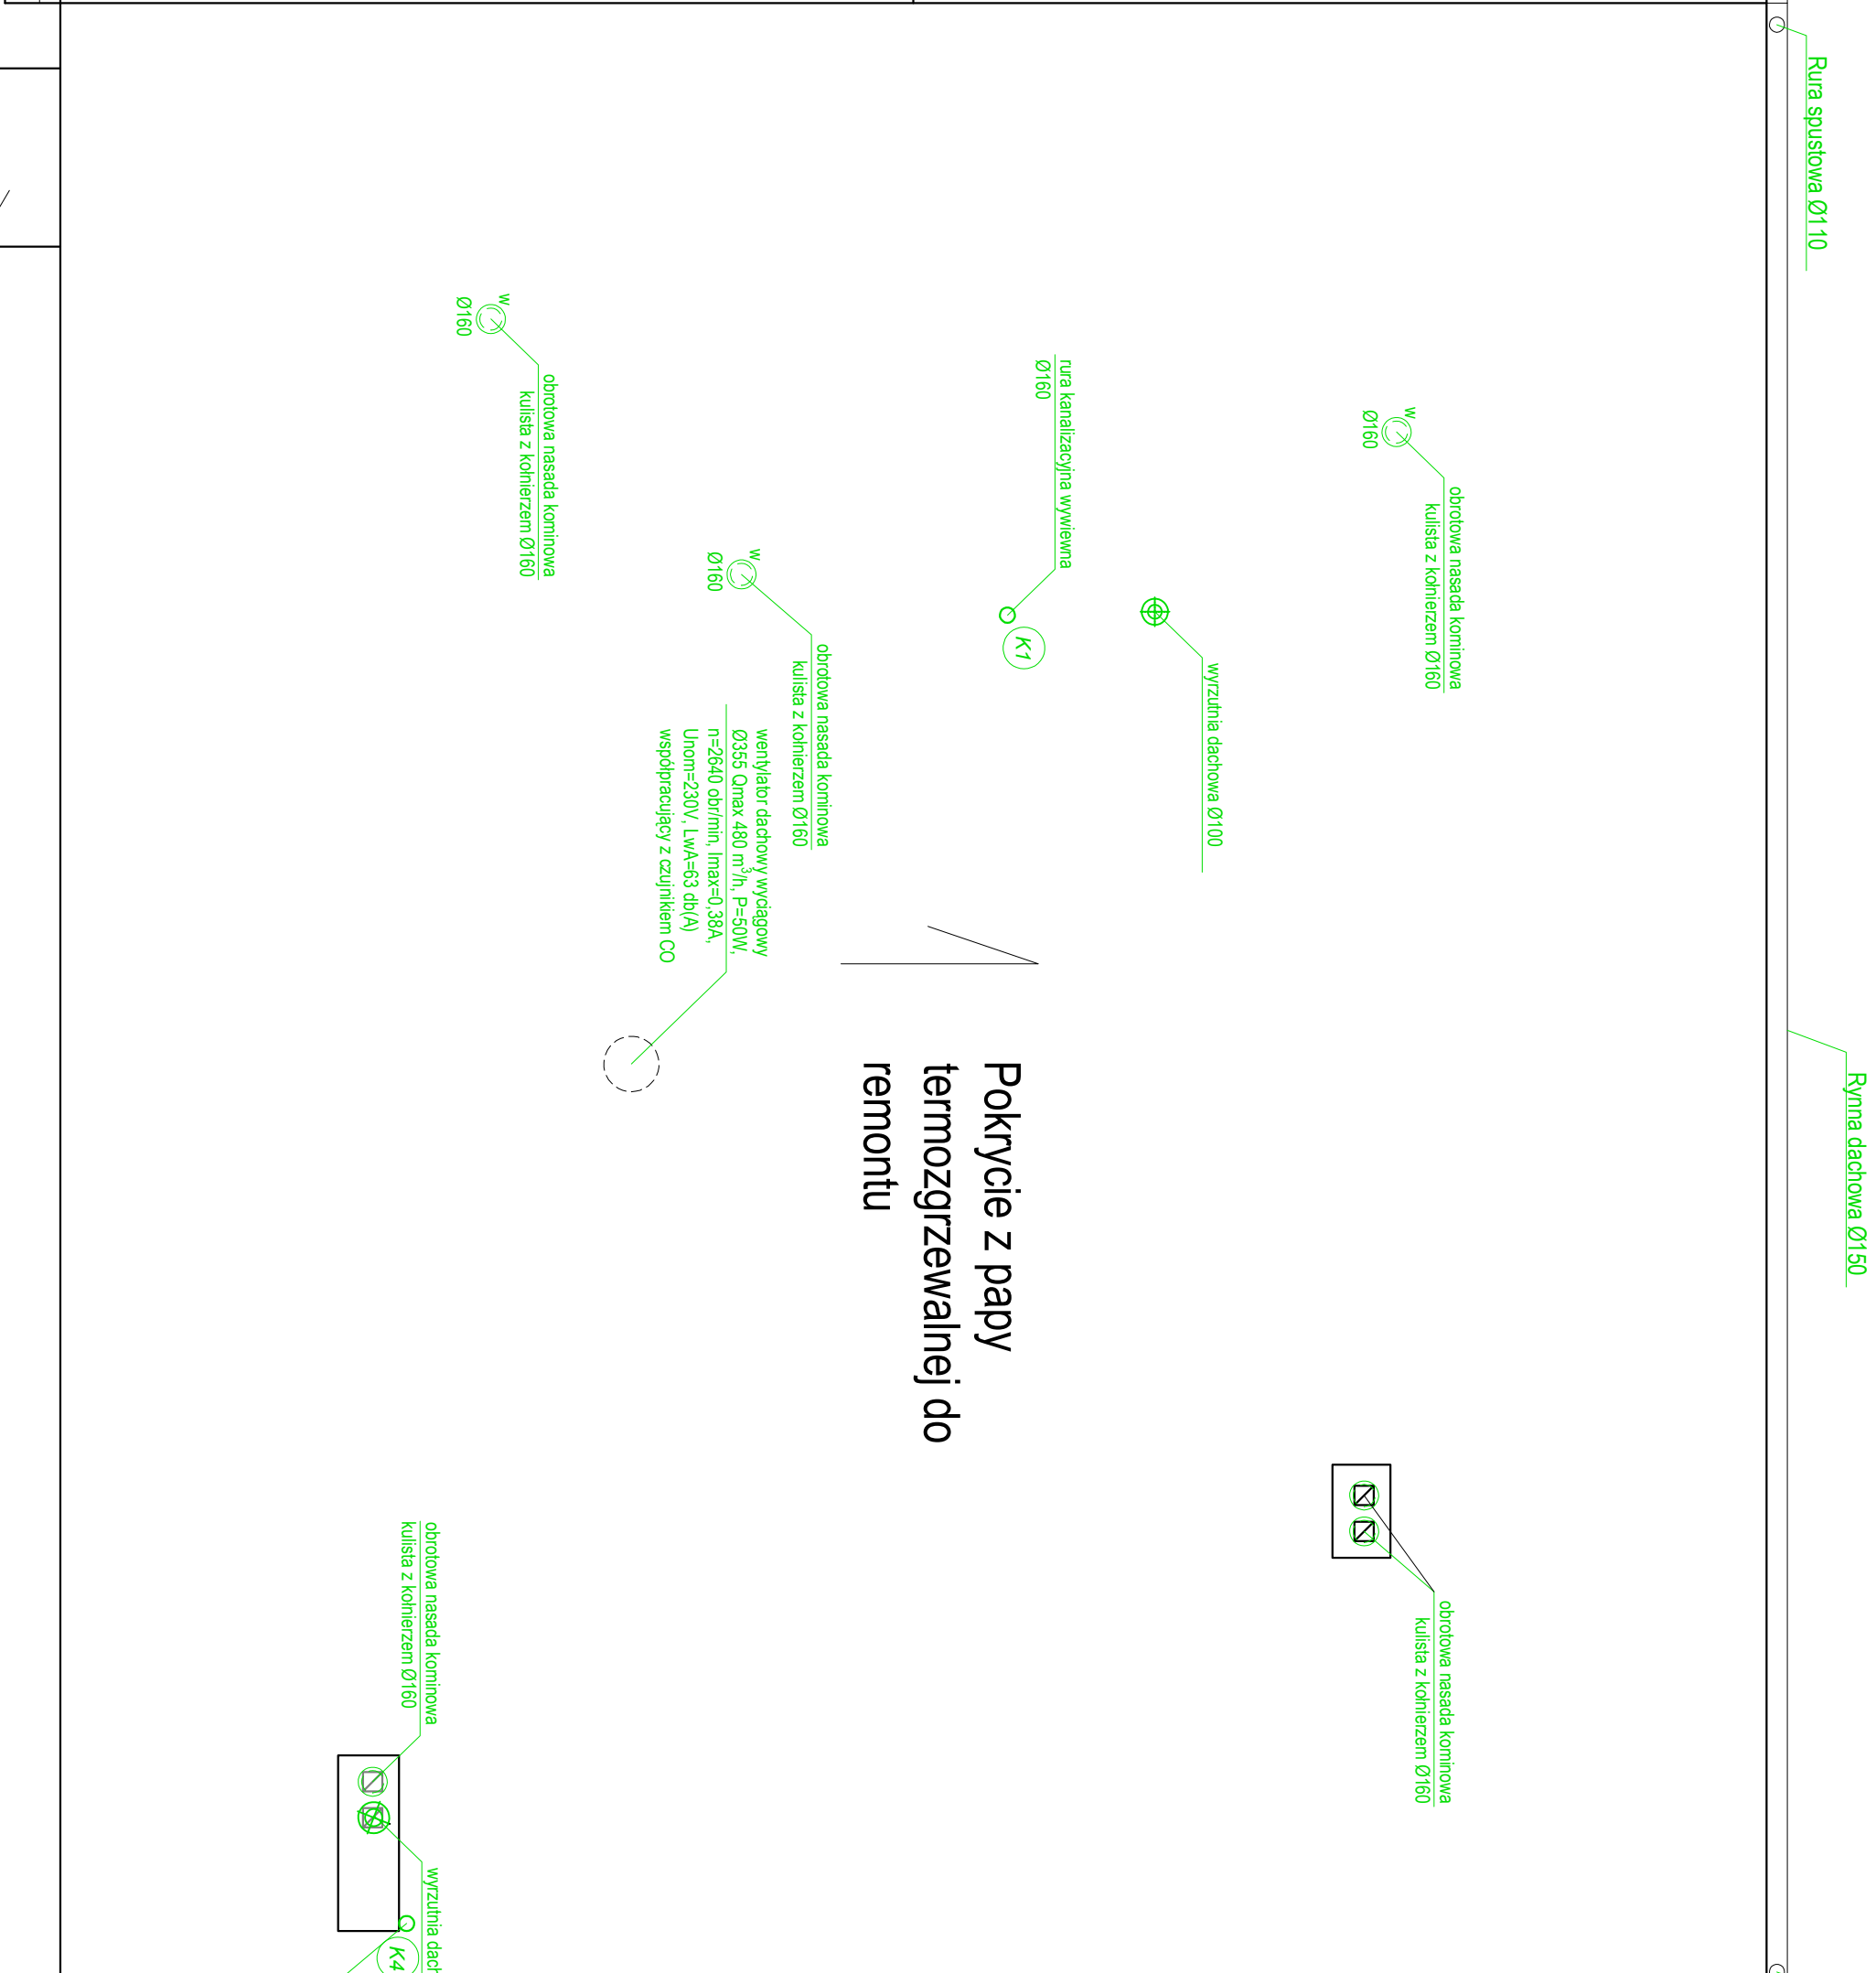 Rura spustowa Ø110
Rynna dachowa Ø150
W
Ø160
obrotowa nasada kominowa
kulista z kołnierzem Ø160
wyrzutnia dachowa Ø100
rura kanalizacyjna wywiewna
Ø160
K1
W
Ø160
obrotowa nasada kominowa
kulista z kołnierzem Ø160
wentylator dachowy wyciągowy
Ø355 Qmax 480 m³/h, P=50W,
n=2640 obr/min, Imax=0,38A,
Unom=230V, LwA=63 db(A)
współpracujący z czujnikiem CO
W
Ø160
obrotowa nasada kominowa
kulista z kołnierzem Ø160
Pokrycie z papy
termozgrzewalnej do
remontu
obrotowa nasada kominowa
kulista z kołnierzem Ø160
obrotowa nasada kominowa
kulista z kołnierzem Ø160
wyrzutnia dach
K4